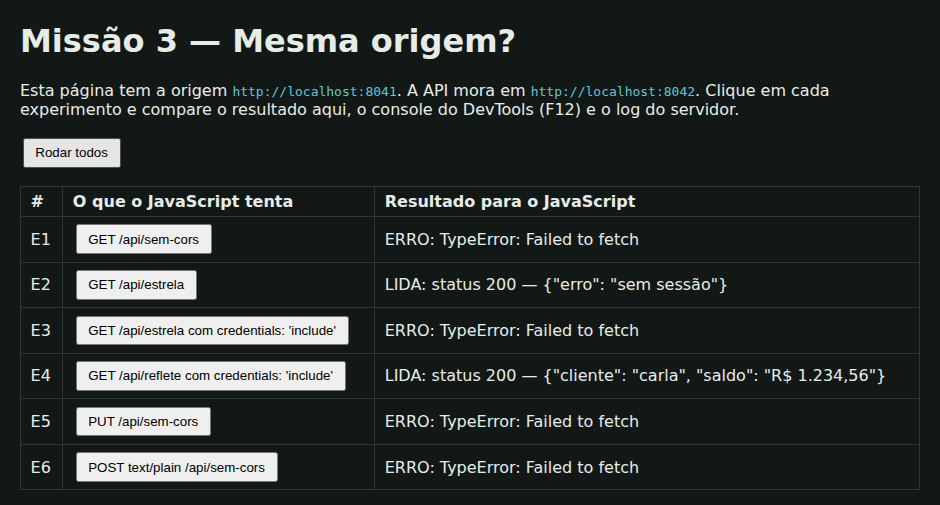 Missão 3 — Mesma origem?
Esta página tem a origem http://localhost:8041. A API mora em http://localhost:8042. Clique em cada
experimento e compare o resultado aqui, o console do DevTools (F12) e o log do servidor.
Rodar todos
# O que o JavaScript tenta Resultado para o JavaScript
E1 GET /api/sem-cors ERRO: TypeError: Failed to fetch
E2 GET /api/estrela LIDA: status 200 — {"erro": "sem sessão"}
E3 GET /api/estrela com credentials: 'include' ERRO: TypeError: Failed to fetch
E4 GET /api/reflete com credentials: 'include' LIDA: status 200 — {"cliente": "carla", "saldo": "R$ 1.234,56"}
E5 PUT /api/sem-cors ERRO: TypeError: Failed to fetch
E6 POST text/plain /api/sem-cors ERRO: TypeError: Failed to fetch